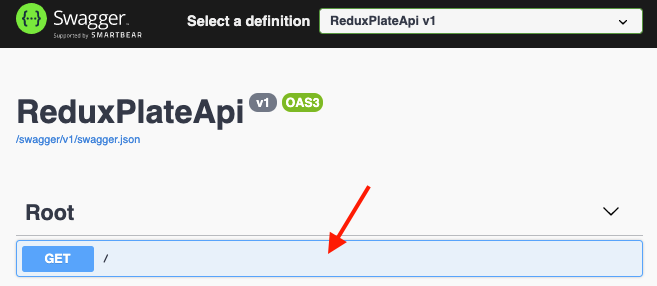 Swagger
Supported by SMARTBEAR
Select a definition
ReduxPlateApi v1
ReduxPlateApi v1 OAS3
/swagger/v1/swagger.json
Root
GET /